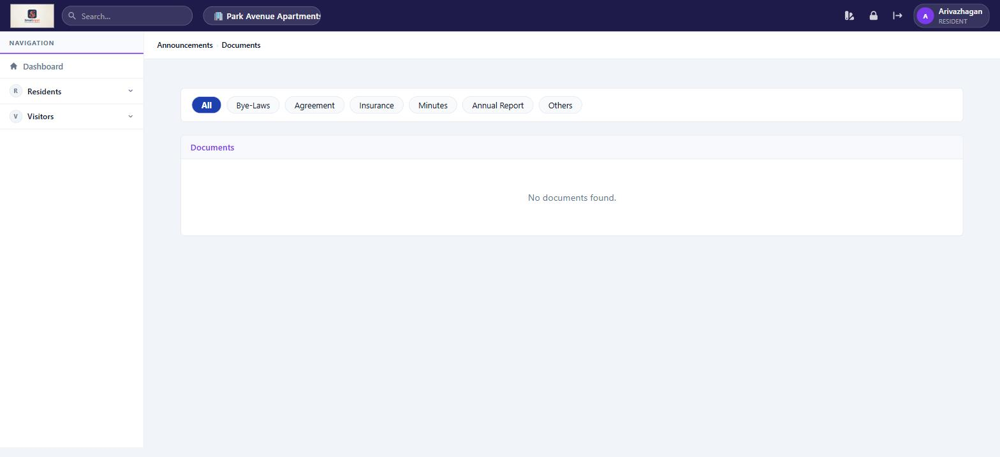 SmartAppt
Search...
Park Avenue Apartments
A
Arivazhagan
RESIDENT
NAVIGATION
Announcements
Documents
Dashboard
R
Residents
V
Visitors
All
Bye-Laws
Agreement
Insurance
Minutes
Annual Report
Others
Documents
No documents found.